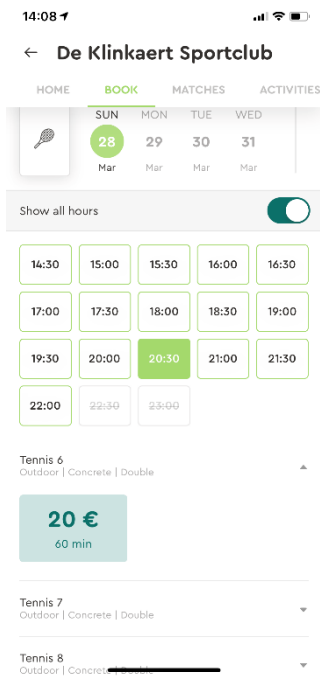 14:08
De Klinkaert Sportclub
HOME BOOK MATCHES ACTIVITIES
SUN MON TUE WED
28 29 30 31
Mar Mar Mar Mar
Show all hours
14:30 15:00 15:30 16:00 16:30
17:00 17:30 18:00 18:30 19:00
19:30 20:00 20:30 21:00 21:30
22:00 22:30 23:00
Tennis 6
Outdoor | Concrete | Double
20 €
60 min
Tennis 7
Outdoor | Concrete | Double
Tennis 8
Outdoor | Concrete | Double